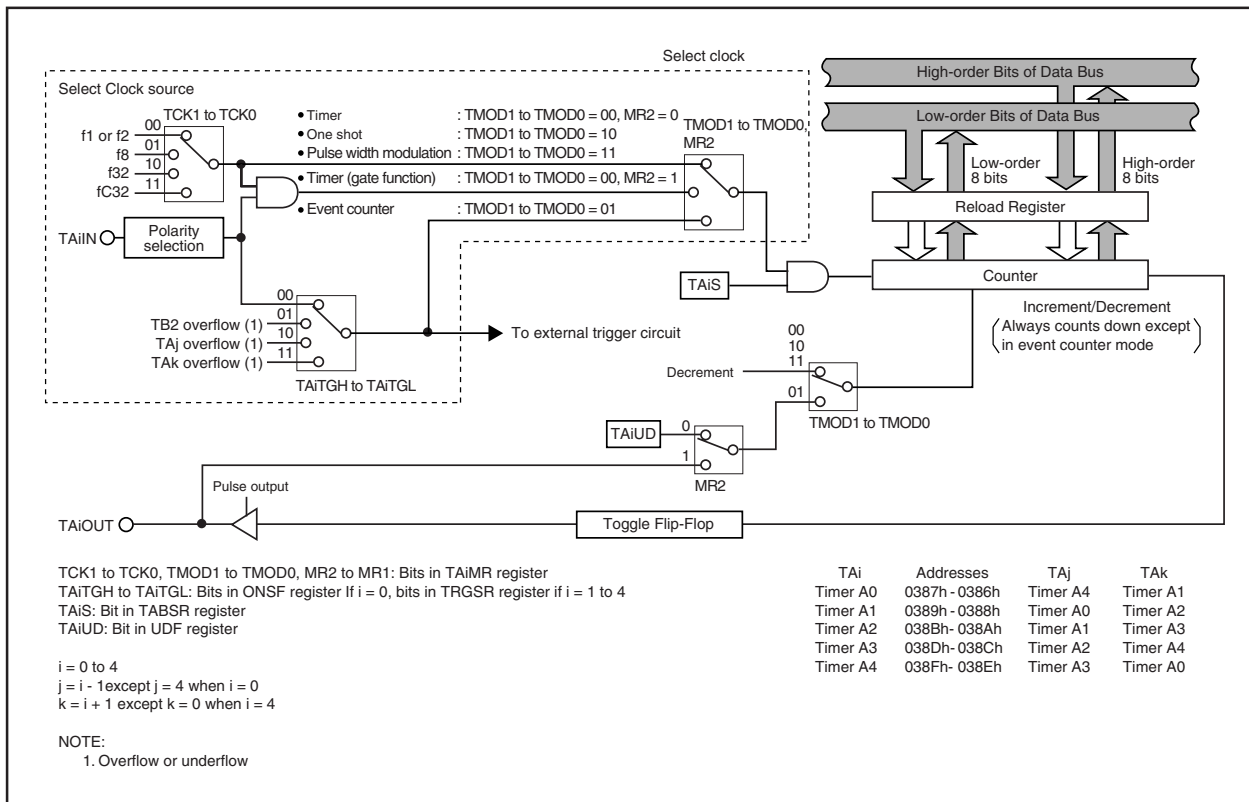 Select clock
High-order Bits of Data Bus
Select Clock source
TCK1 to TCK0
• Timer : TMOD1 to TMOD0 = 00, MR2 = 0
TMOD1 to TMOD0,
MR2
Low-order Bits of Data Bus
00
f1 or f2
01
f8
10
f32
11
fC32
• One shot : TMOD1 to TMOD0 = 10
• Pulse width modulation : TMOD1 to TMOD0 = 11
• Timer (gate function) : TMOD1 to TMOD0 = 00, MR2 = 1
• Event counter : TMOD1 to TMOD0 = 01
Low-order
8 bits
High-order
8 bits
Reload Register
TAiIN
Polarity
selection
TAiS
Counter
00
01
TB2 overflow (1)
10
TAj overflow (1)
11
TAk overflow (1)
TAiTGH to TAiTGL
To external trigger circuit
Increment/Decrement
(Always counts down except
in event counter mode)
00
10
11
Decrement
01
TMOD1 to TMOD0
TAiUD
0
1
MR2
Pulse output
TAiOUT
Toggle Flip-Flop
TCK1 to TCK0, TMOD1 to TMOD0, MR2 to MR1: Bits in TAiMR register
TAiTGH to TAiTGL: Bits in ONSF register If i = 0, bits in TRGSR register if i = 1 to 4
TAiS: Bit in TABSR register
TAiUD: Bit in UDF register
i = 0 to 4
j = i - 1except j = 4 when i = 0
k = i + 1 except k = 0 when i = 4
NOTE:
1. Overflow or underflow
TAi Addresses TAj TAk
Timer A0 0387h - 0386h Timer A4 Timer A1
Timer A1 0389h - 0388h Timer A0 Timer A2
Timer A2 038Bh- 038Ah Timer A1 Timer A3
Timer A3 038Dh- 038Ch Timer A2 Timer A4
Timer A4 038Fh- 038Eh Timer A3 Timer A0